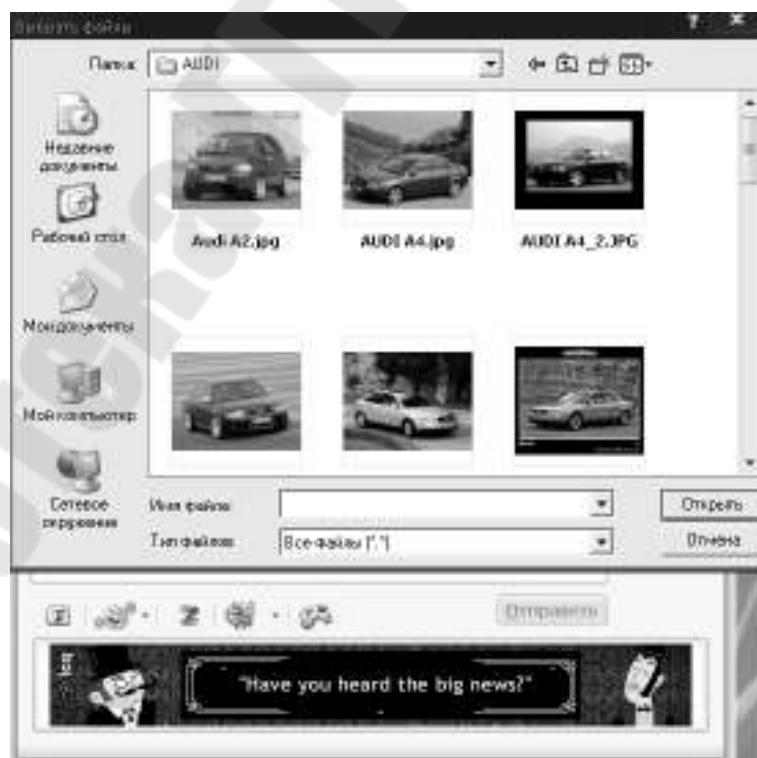 Выбрать файлы
Папка: AUDI
Недавние
документы
Рабочий стол
Мои документы
Мой компьютер
Сетевое
окружение
Audi A2.jpg
AUDI A4.jpg
AUDI A4_2.JPG
Имя файла:
Тип файлов: Все файлы (*.*)
Открыть
Отмена
Отправить
icq
"Have you heard the big news?"